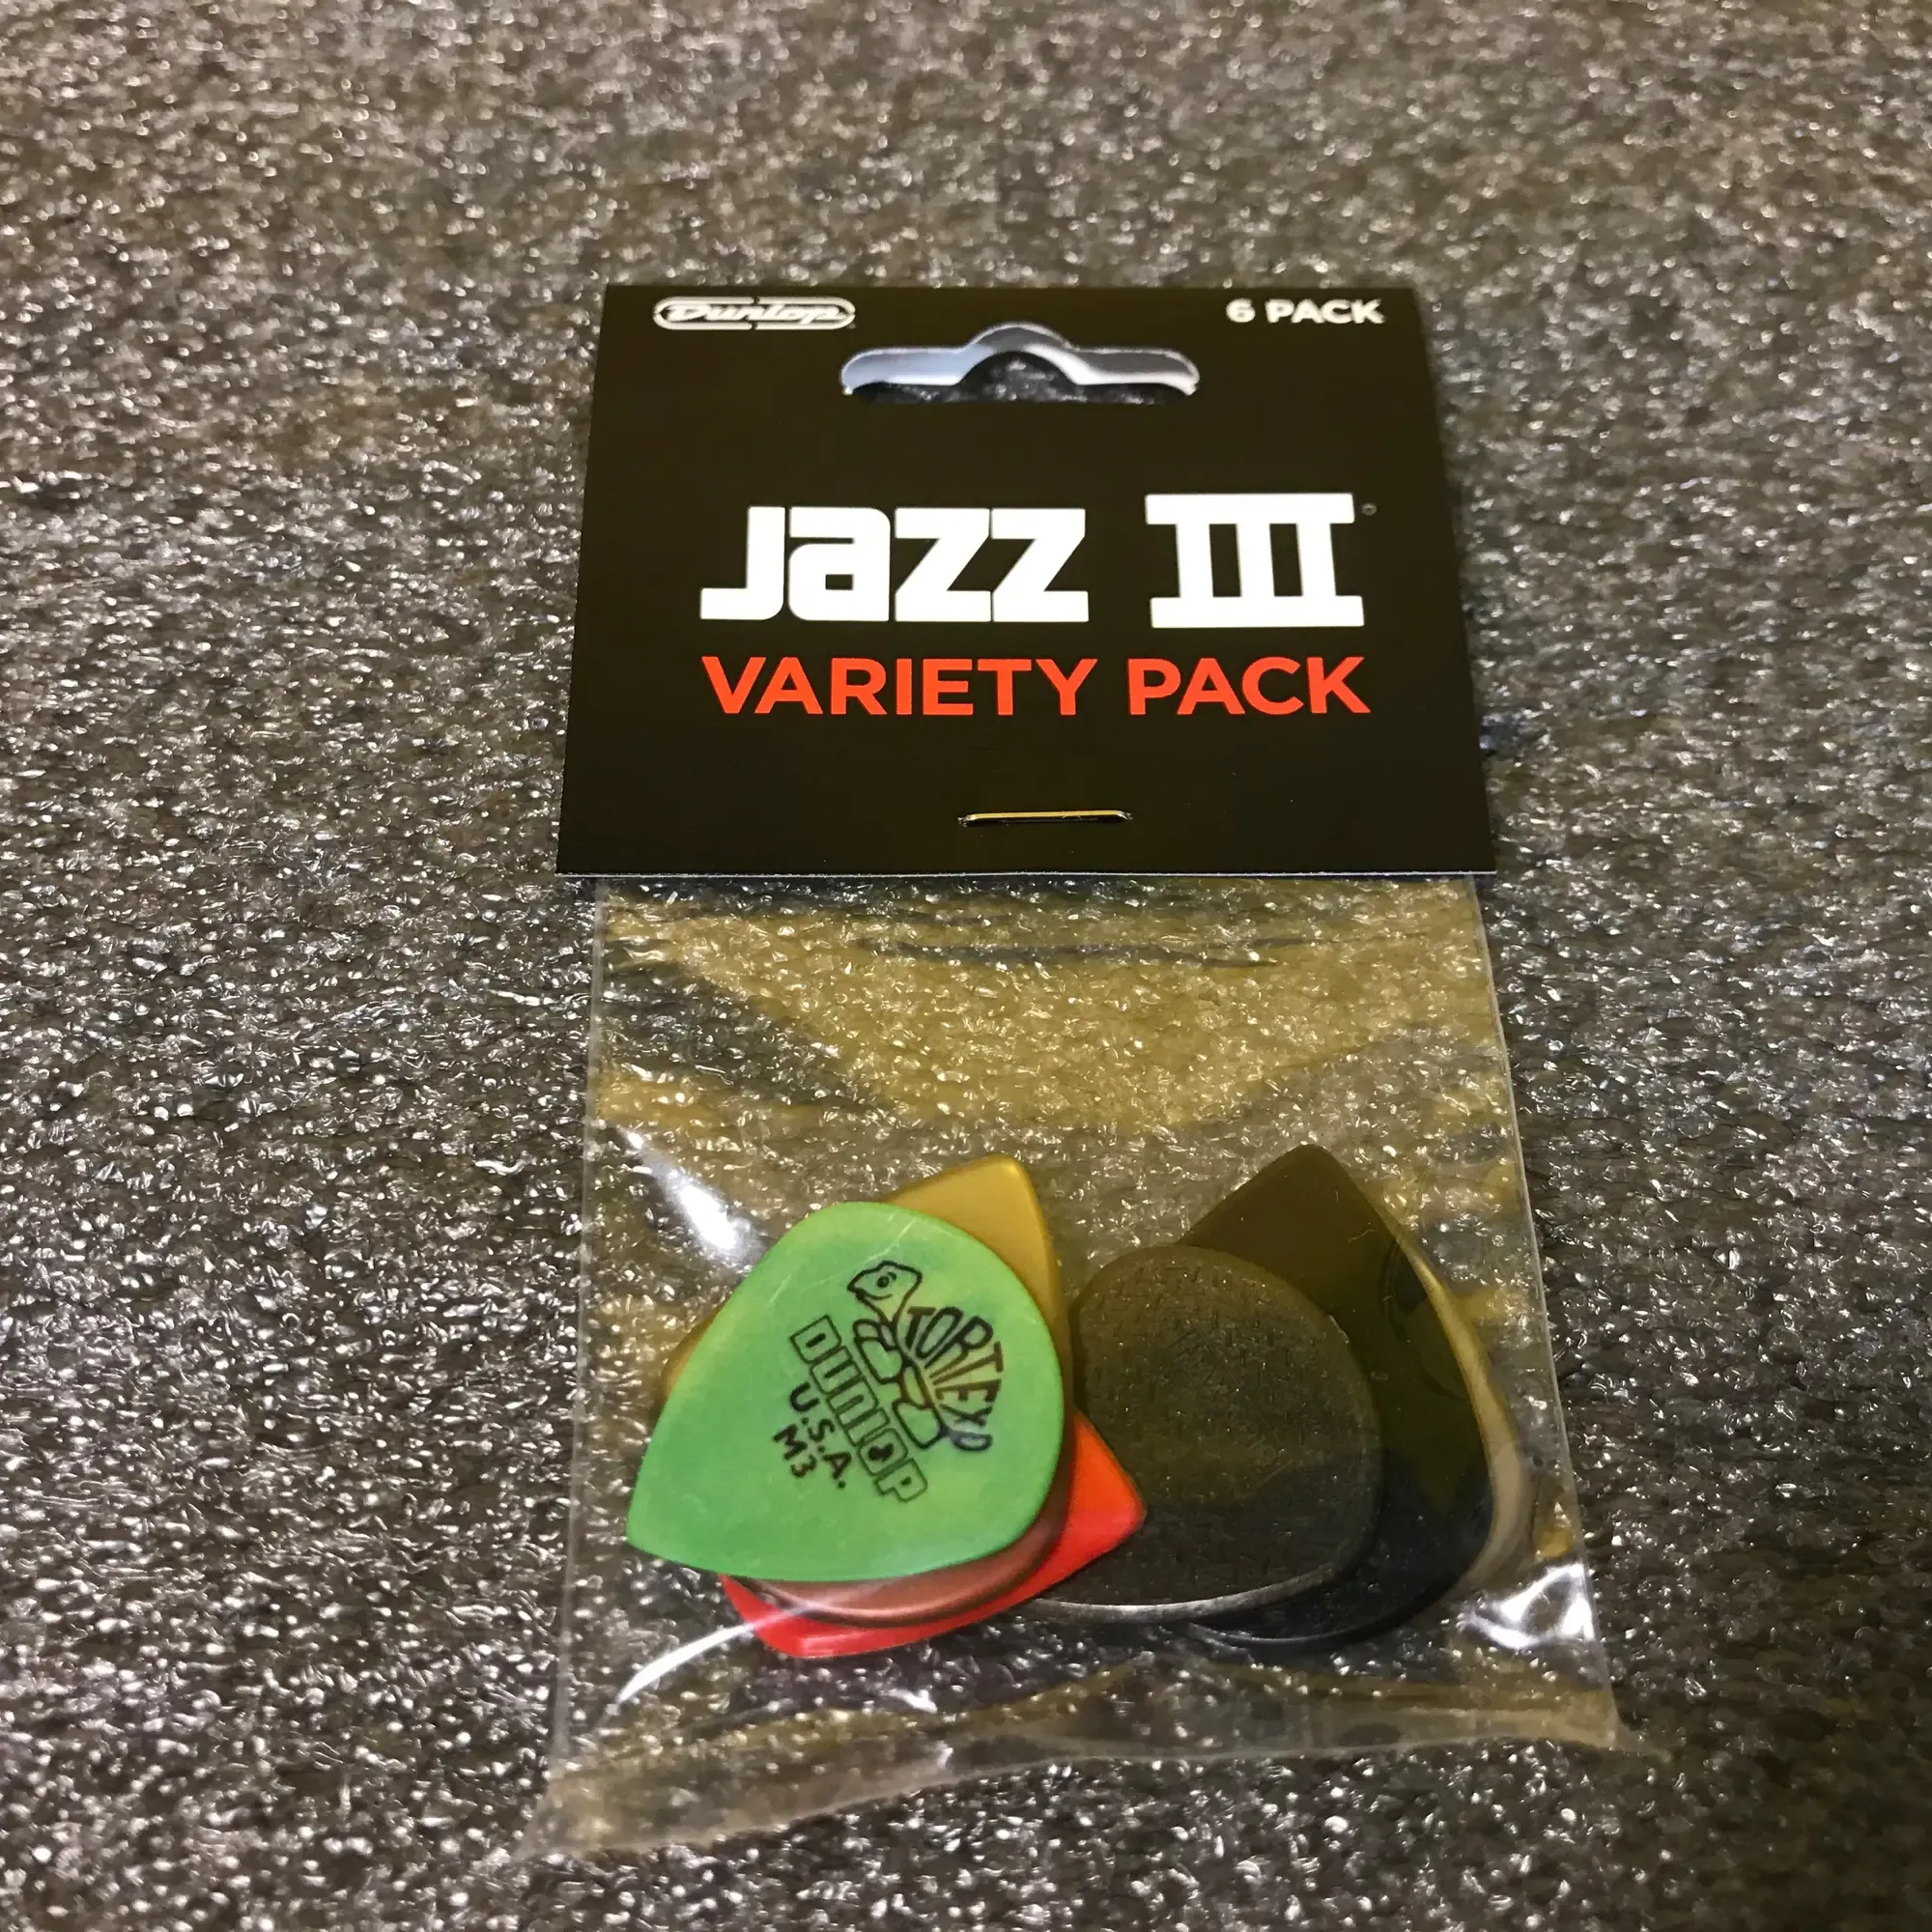 Dunlop
6 PACK
Jazz III
VARIETY PACK
TORTEX®
DUNLOP
U.S.A.
M3